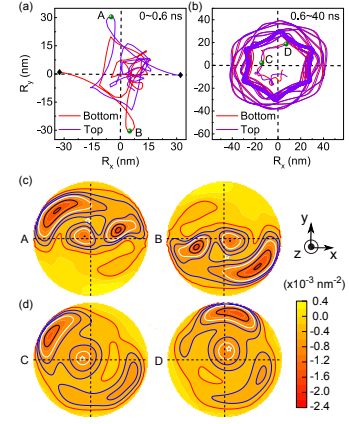 (a)
A
0~0.6 ns
30
15
0
-15
-30
R_y (nm)
B
Bottom
Top
-30 -15 0 15 30
R_x (nm)
(b)
0.6~40 ns
60
40
20
0
-20
-40
-60
D
C
Bottom
Top
-40 -20 0 20 40
R_x (nm)
(c)
A
B
y
z
x
(d)
C
D
(x10⁻³ nm⁻²)
0.4
0.0
-0.4
-0.8
-1.2
-1.6
-2.0
-2.4